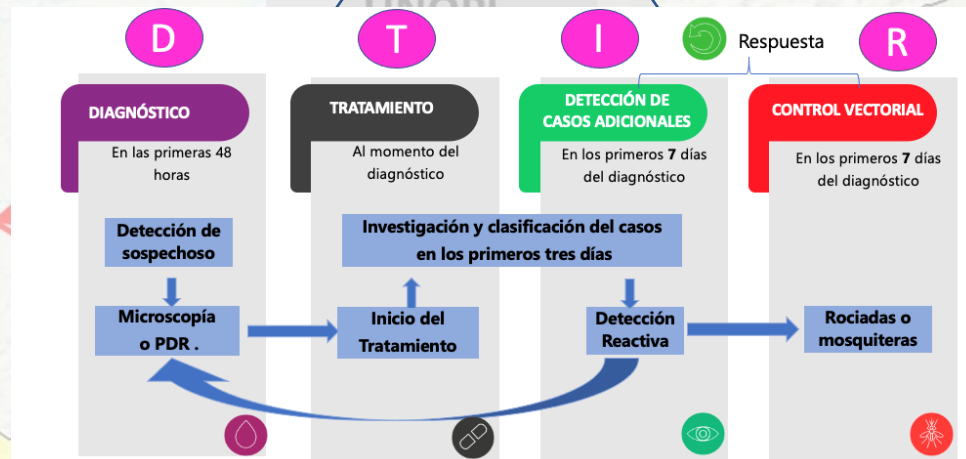 D
T
I
Respuesta
R
DIAGNÓSTICO
En las primeras 48
horas
TRATAMIENTO
Al momento del
diagnóstico
DETECCIÓN DE
CASOS ADICIONALES
En los primeros 7 días
del diagnóstico
CONTROL VECTORIAL
En los primeros 7 días
del diagnóstico
Detección de
sospechoso
Investigación y clasificación del casos
en los primeros tres días
Microscopía
o PDR .
Inicio del
Tratamiento
Detección
Reactiva
Rociadas o
mosquiteras